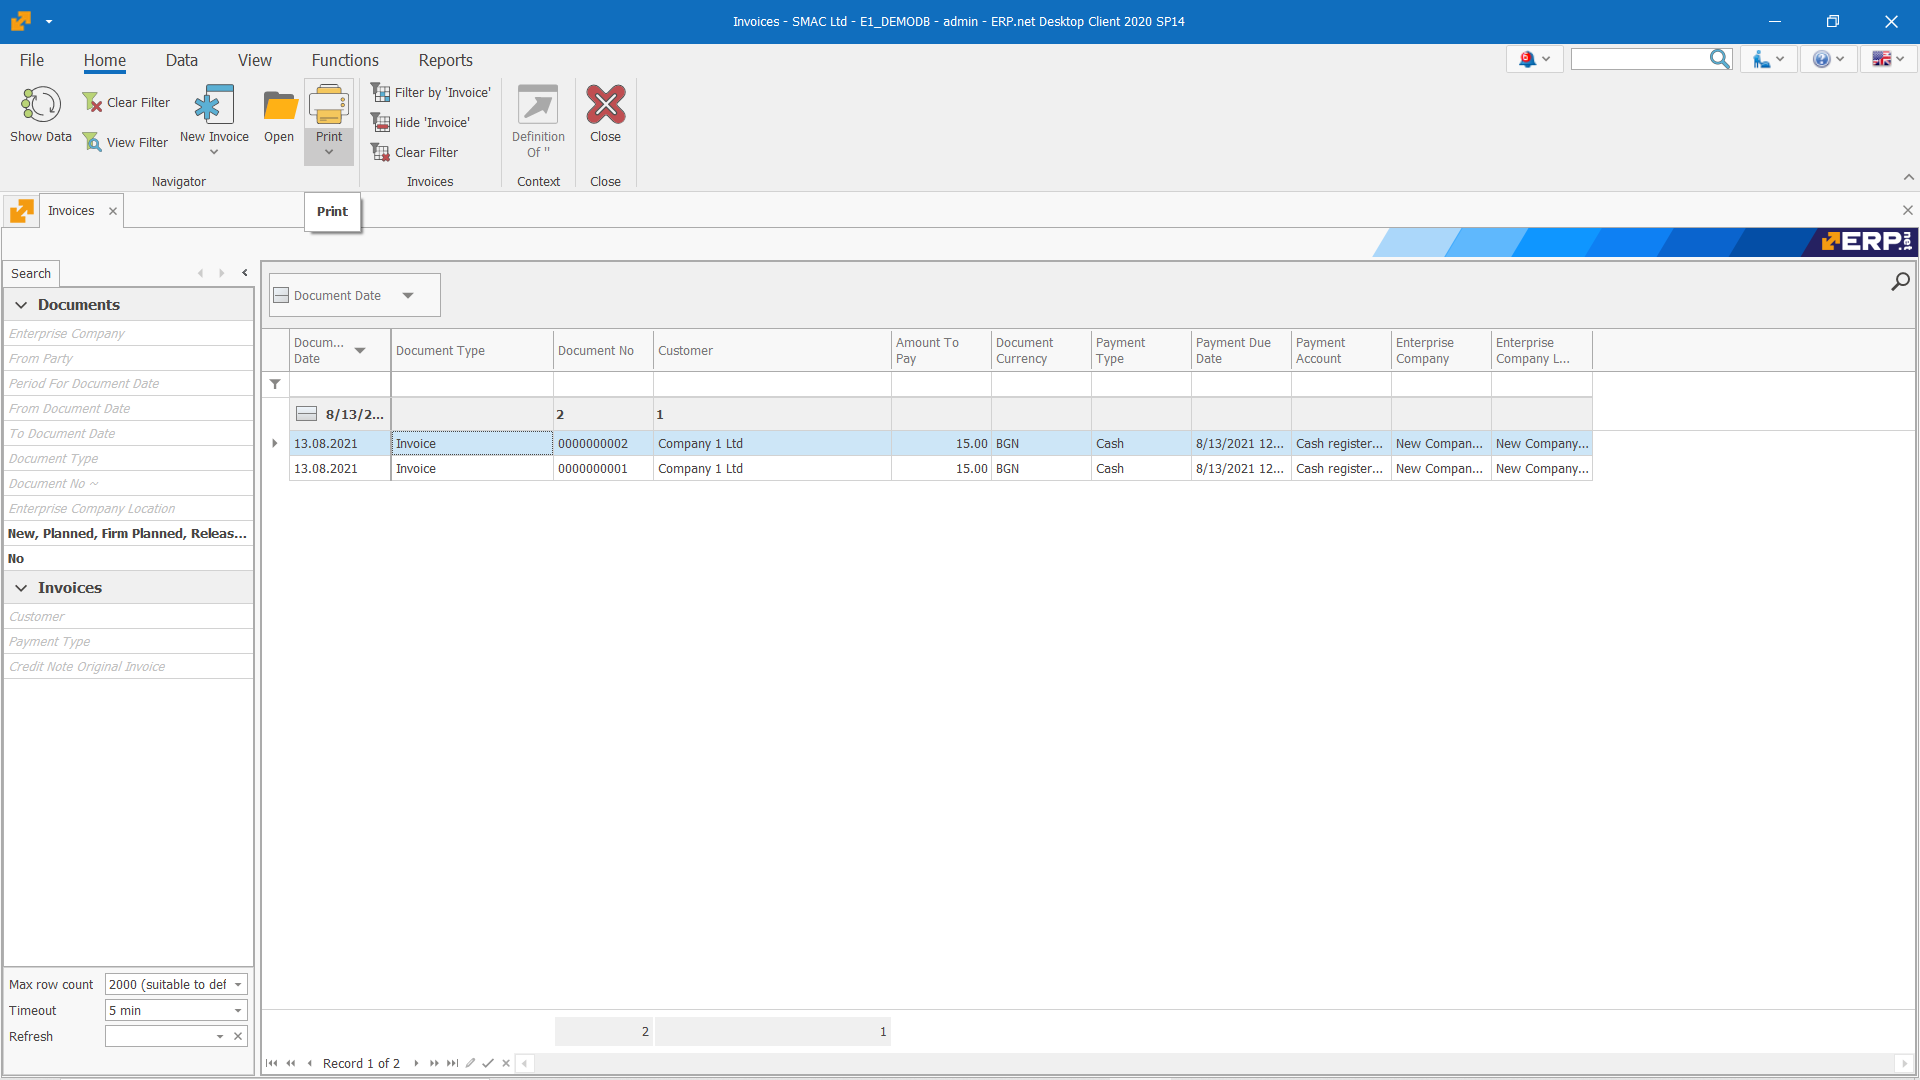 Invoices - SMAC Ltd - E1_DEMODB - admin - ERP.net Desktop Client 2020 SP14
File Home Data View Functions Reports
Show Data
Clear Filter
View Filter
New Invoice
Open
Print
Filter by 'Invoice'
Hide 'Invoice'
Clear Filter
Definition
Of ''
Close
Navigator Invoices Context Close
Invoices
Print
ERP.net
Search
Documents
Enterprise Company
From Party
Period For Document Date
From Document Date
To Document Date
Document Type
Document No ~
Enterprise Company Location
New, Planned, Firm Planned, Releas...
No
Invoices
Customer
Payment Type
Credit Note Original Invoice
Max row count 2000 (suitable to def
Timeout 5 min
Refresh
Document Date
Docum... Date
Document Type
Document No
Customer
Amount To Pay
Document Currency
Payment Type
Payment Due Date
Payment Account
Enterprise Company
Enterprise Company L...
8/13/2... 2 1
13.08.2021 Invoice 0000000002 Company 1 Ltd 15.00 BGN Cash 8/13/2021 12... Cash register... New Compan... New Company...
13.08.2021 Invoice 0000000001 Company 1 Ltd 15.00 BGN Cash 8/13/2021 12... Cash register... New Compan... New Company...
2 1
Record 1 of 2